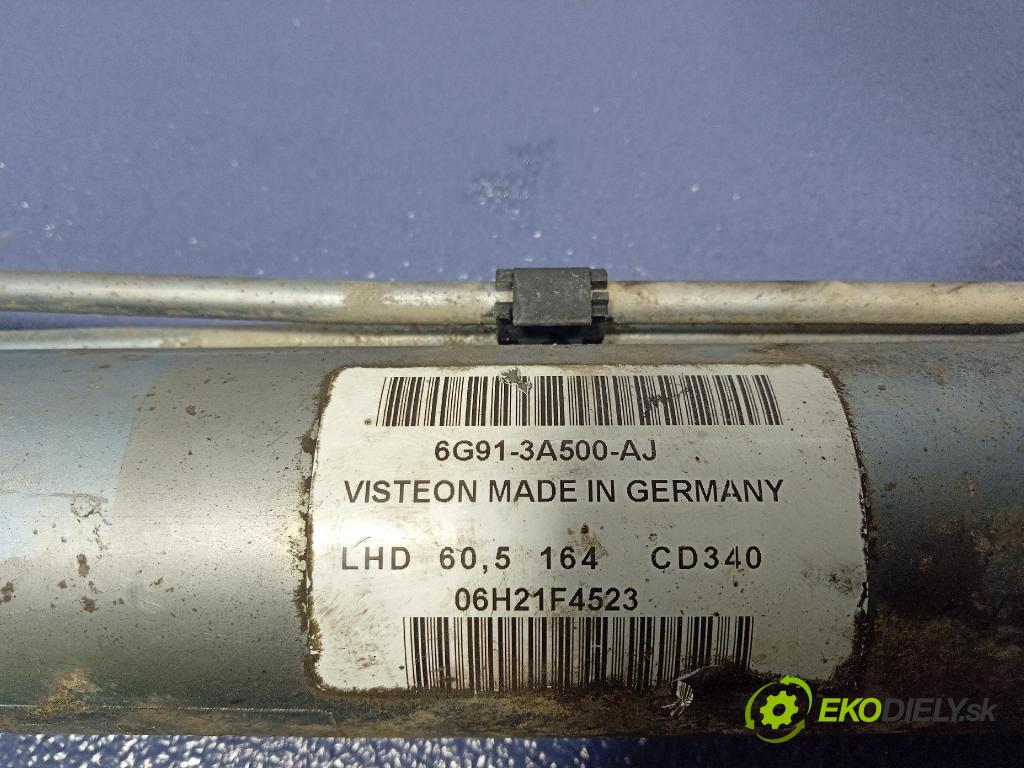 6G91-3A500-AJ
VISTEON MADE IN GERMANY
LHD 60,5 164 CD340
06H21F4523
EKODIELY.sk